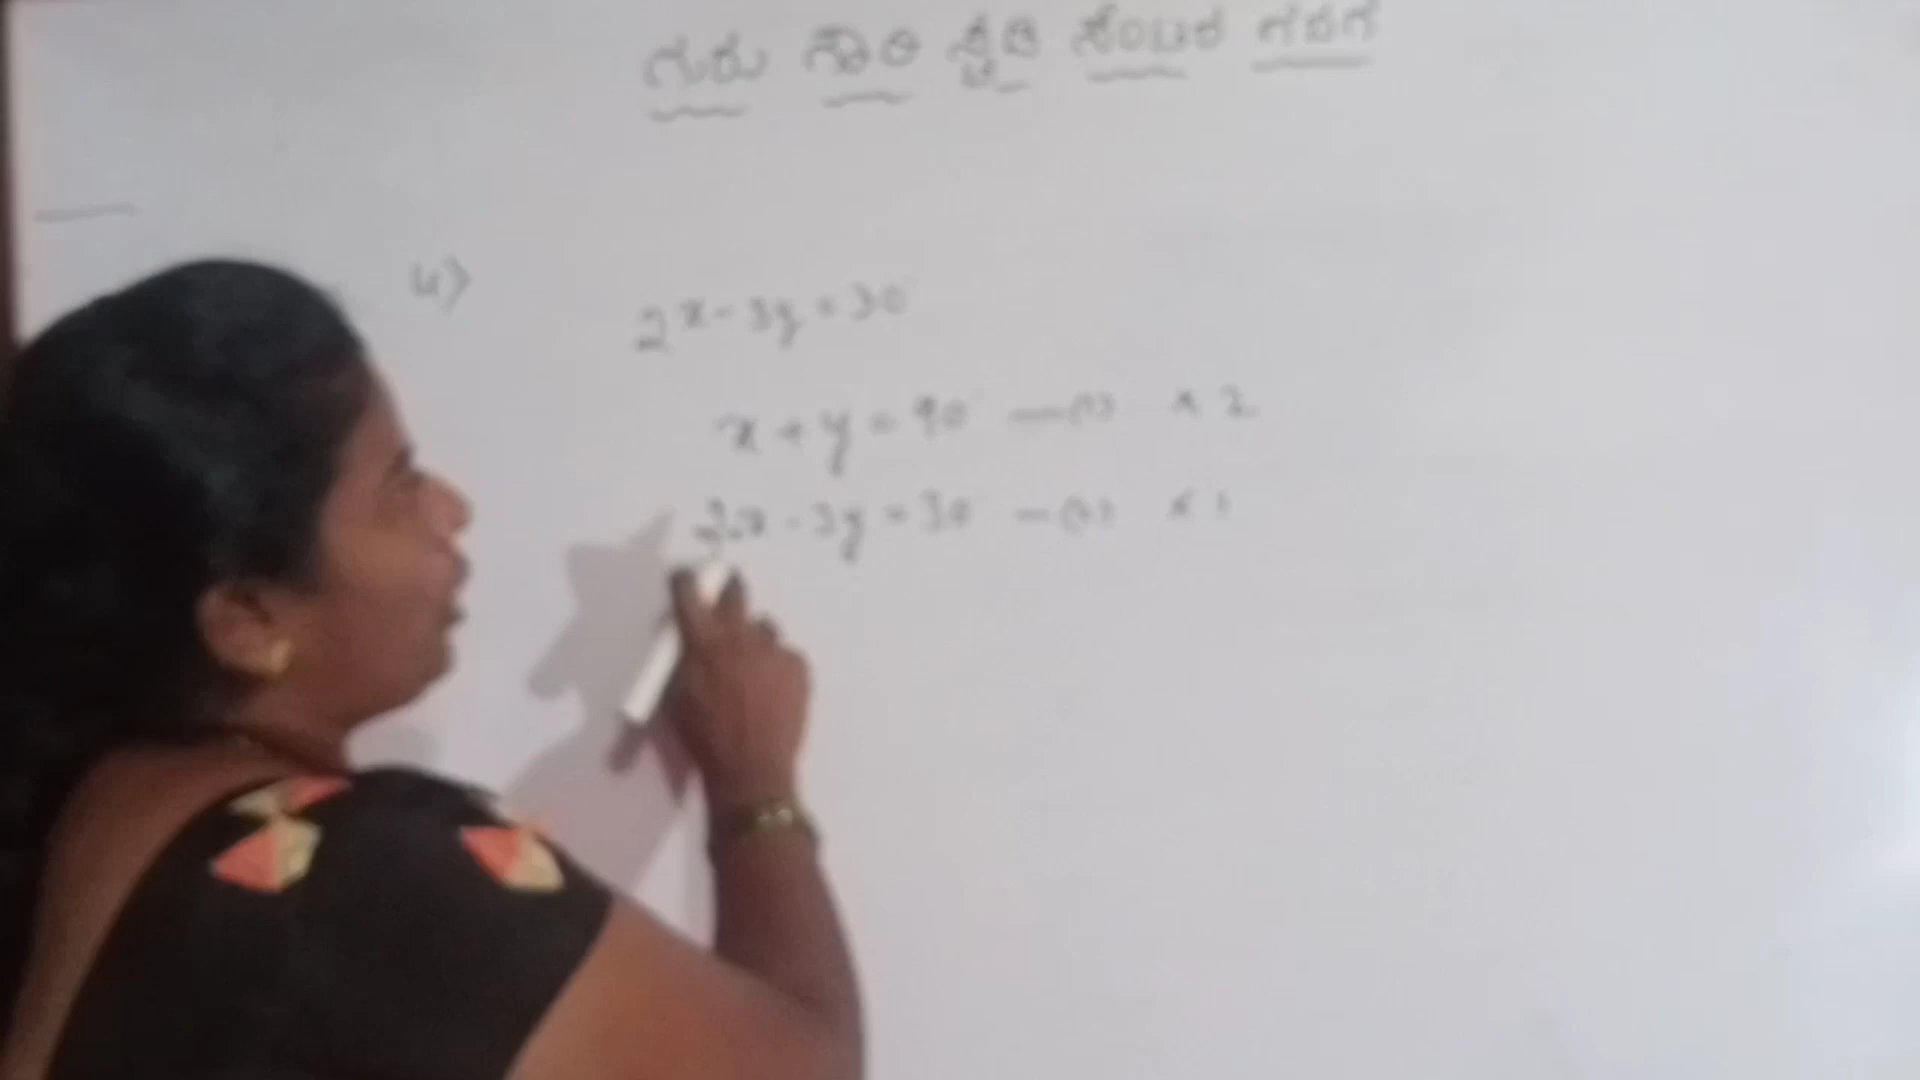 ಗುರು ಗೌರಿ
4)
2x - 3y = 30°
x + y = 90° —(1) × 2
2x - 3y = 30° —(2) × 1